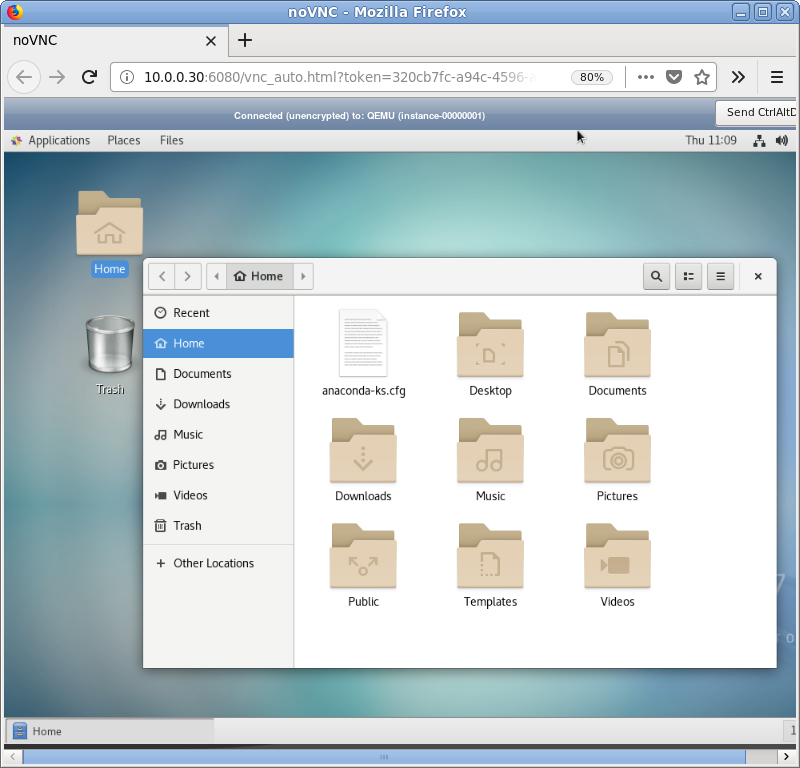 noVNC - Mozilla Firefox
noVNC
10.0.0.30:6080/vnc_auto.html?token=320cb7fc-a94c-4596-a
80%
Connected (unencrypted) to: QEMU (instance-00000001)
Send CtrlAltD
Applications Places Files Thu 11:09
Home
Trash
Home
Recent
Home
Documents
Downloads
Music
Pictures
Videos
Trash
Other Locations
anaconda-ks.cfg Desktop Documents
Downloads Music Pictures
Public Templates Videos
7
Home
1